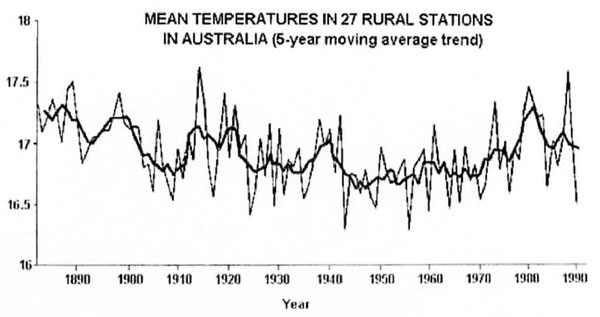 MEAN TEMPERATURES IN 27 RURAL STATIONS
IN AUSTRALIA (5-year moving average trend)
18
17.5
17
16.5
16
1890 1900 1910 1920 1930 1940 1950 1960 1970 1980 1990
Year